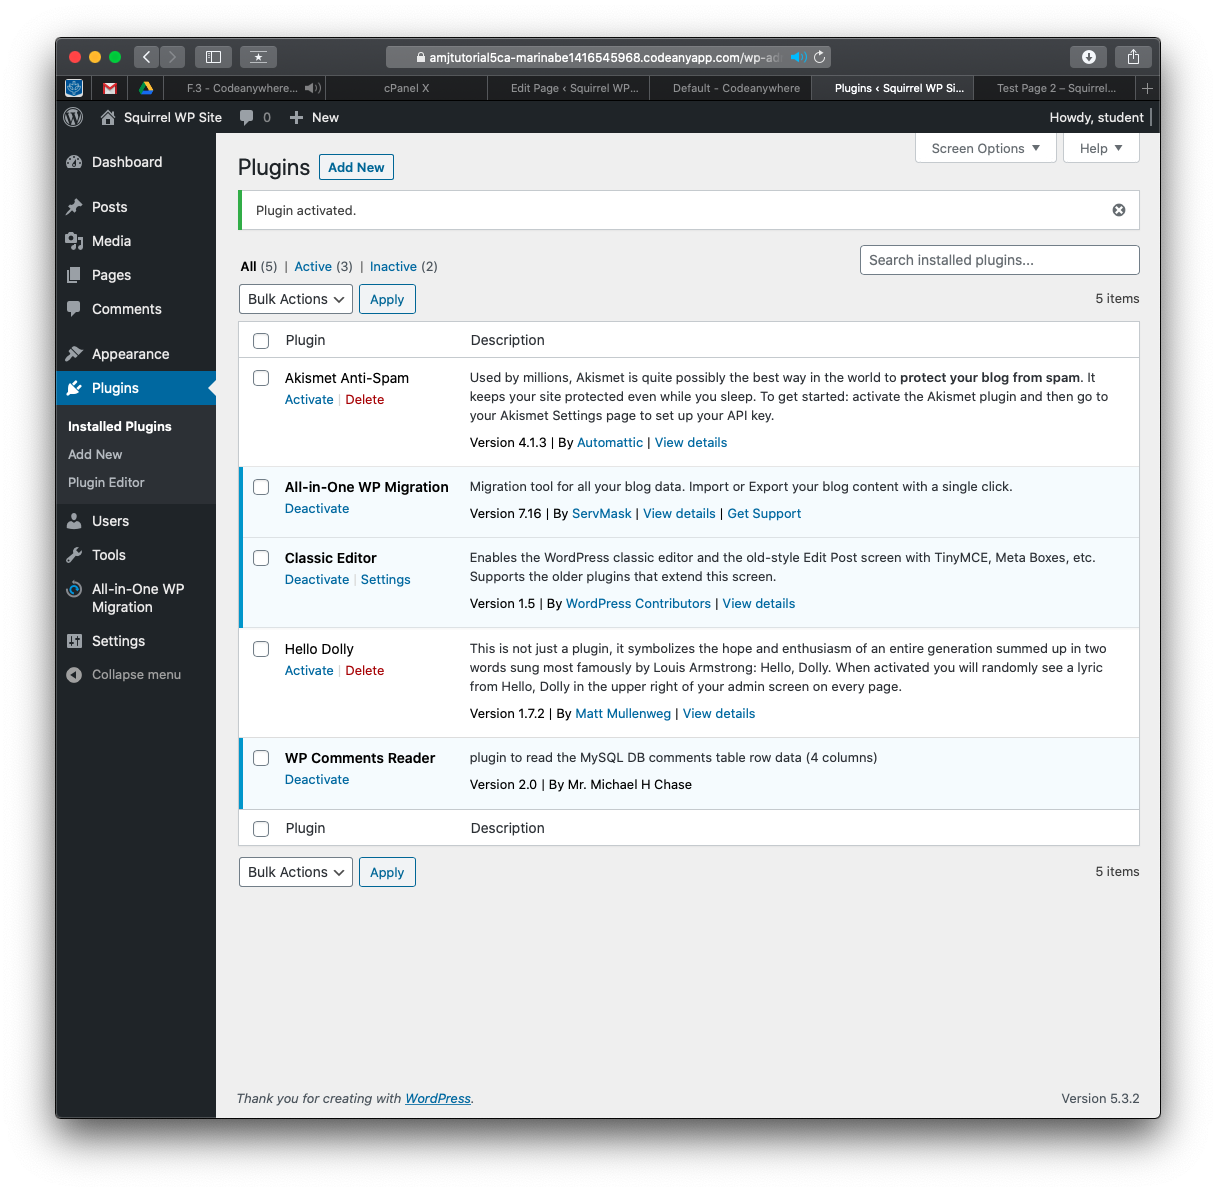 amjtutorial5ca-marinabe1416545968.codeanyapp.com/wp-ad
F.3 - Codeanywhere...
cPanel X
Edit Page ‹ Squirrel WP...
Default - Codeanywhere
Plugins ‹ Squirrel WP Si...
Test Page 2 – Squirrel...
Squirrel WP Site
0
New
Howdy, student
Screen Options
Help
Dashboard
Posts
Media
Pages
Comments
Appearance
Plugins
Installed Plugins
Add New
Plugin Editor
Users
Tools
All-in-One WP
Migration
Settings
Collapse menu
Plugins
Add New
Plugin activated.
All (5) | Active (3) | Inactive (2)
Search installed plugins...
Bulk Actions
Apply
5 items
Plugin
Description
Akismet Anti-Spam
Activate | Delete
Used by millions, Akismet is quite possibly the best way in the world to protect your blog from spam. It
keeps your site protected even while you sleep. To get started: activate the Akismet plugin and then go to
your Akismet Settings page to set up your API key.
Version 4.1.3 | By Automattic | View details
All-in-One WP Migration
Deactivate
Migration tool for all your blog data. Import or Export your blog content with a single click.
Version 7.16 | By ServMask | View details | Get Support
Classic Editor
Deactivate | Settings
Enables the WordPress classic editor and the old-style Edit Post screen with TinyMCE, Meta Boxes, etc.
Supports the older plugins that extend this screen.
Version 1.5 | By WordPress Contributors | View details
Hello Dolly
Activate | Delete
This is not just a plugin, it symbolizes the hope and enthusiasm of an entire generation summed up in two
words sung most famously by Louis Armstrong: Hello, Dolly. When activated you will randomly see a lyric
from Hello, Dolly in the upper right of your admin screen on every page.
Version 1.7.2 | By Matt Mullenweg | View details
WP Comments Reader
Deactivate
plugin to read the MySQL DB comments table row data (4 columns)
Version 2.0 | By Mr. Michael H Chase
Plugin
Description
Bulk Actions
Apply
5 items
Thank you for creating with WordPress.
Version 5.3.2